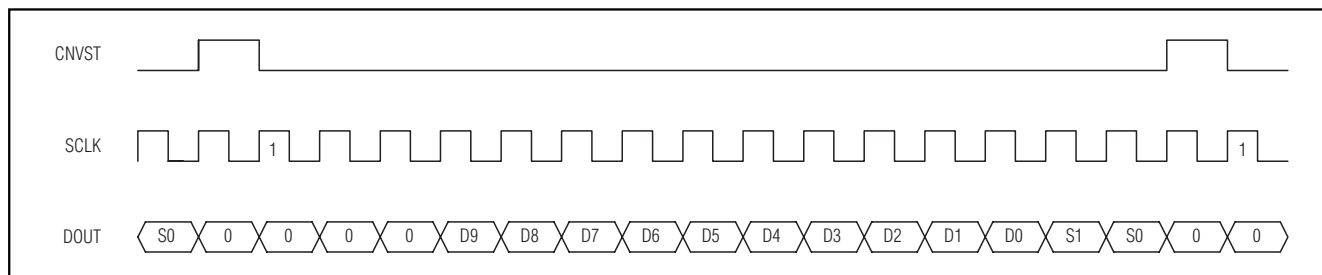 CNVST
SCLK 1 1
DOUT S0 0 0 0 0 D9 D8 D7 D6 D5 D4 D3 D2 D1 D0 S1 S0 0 0